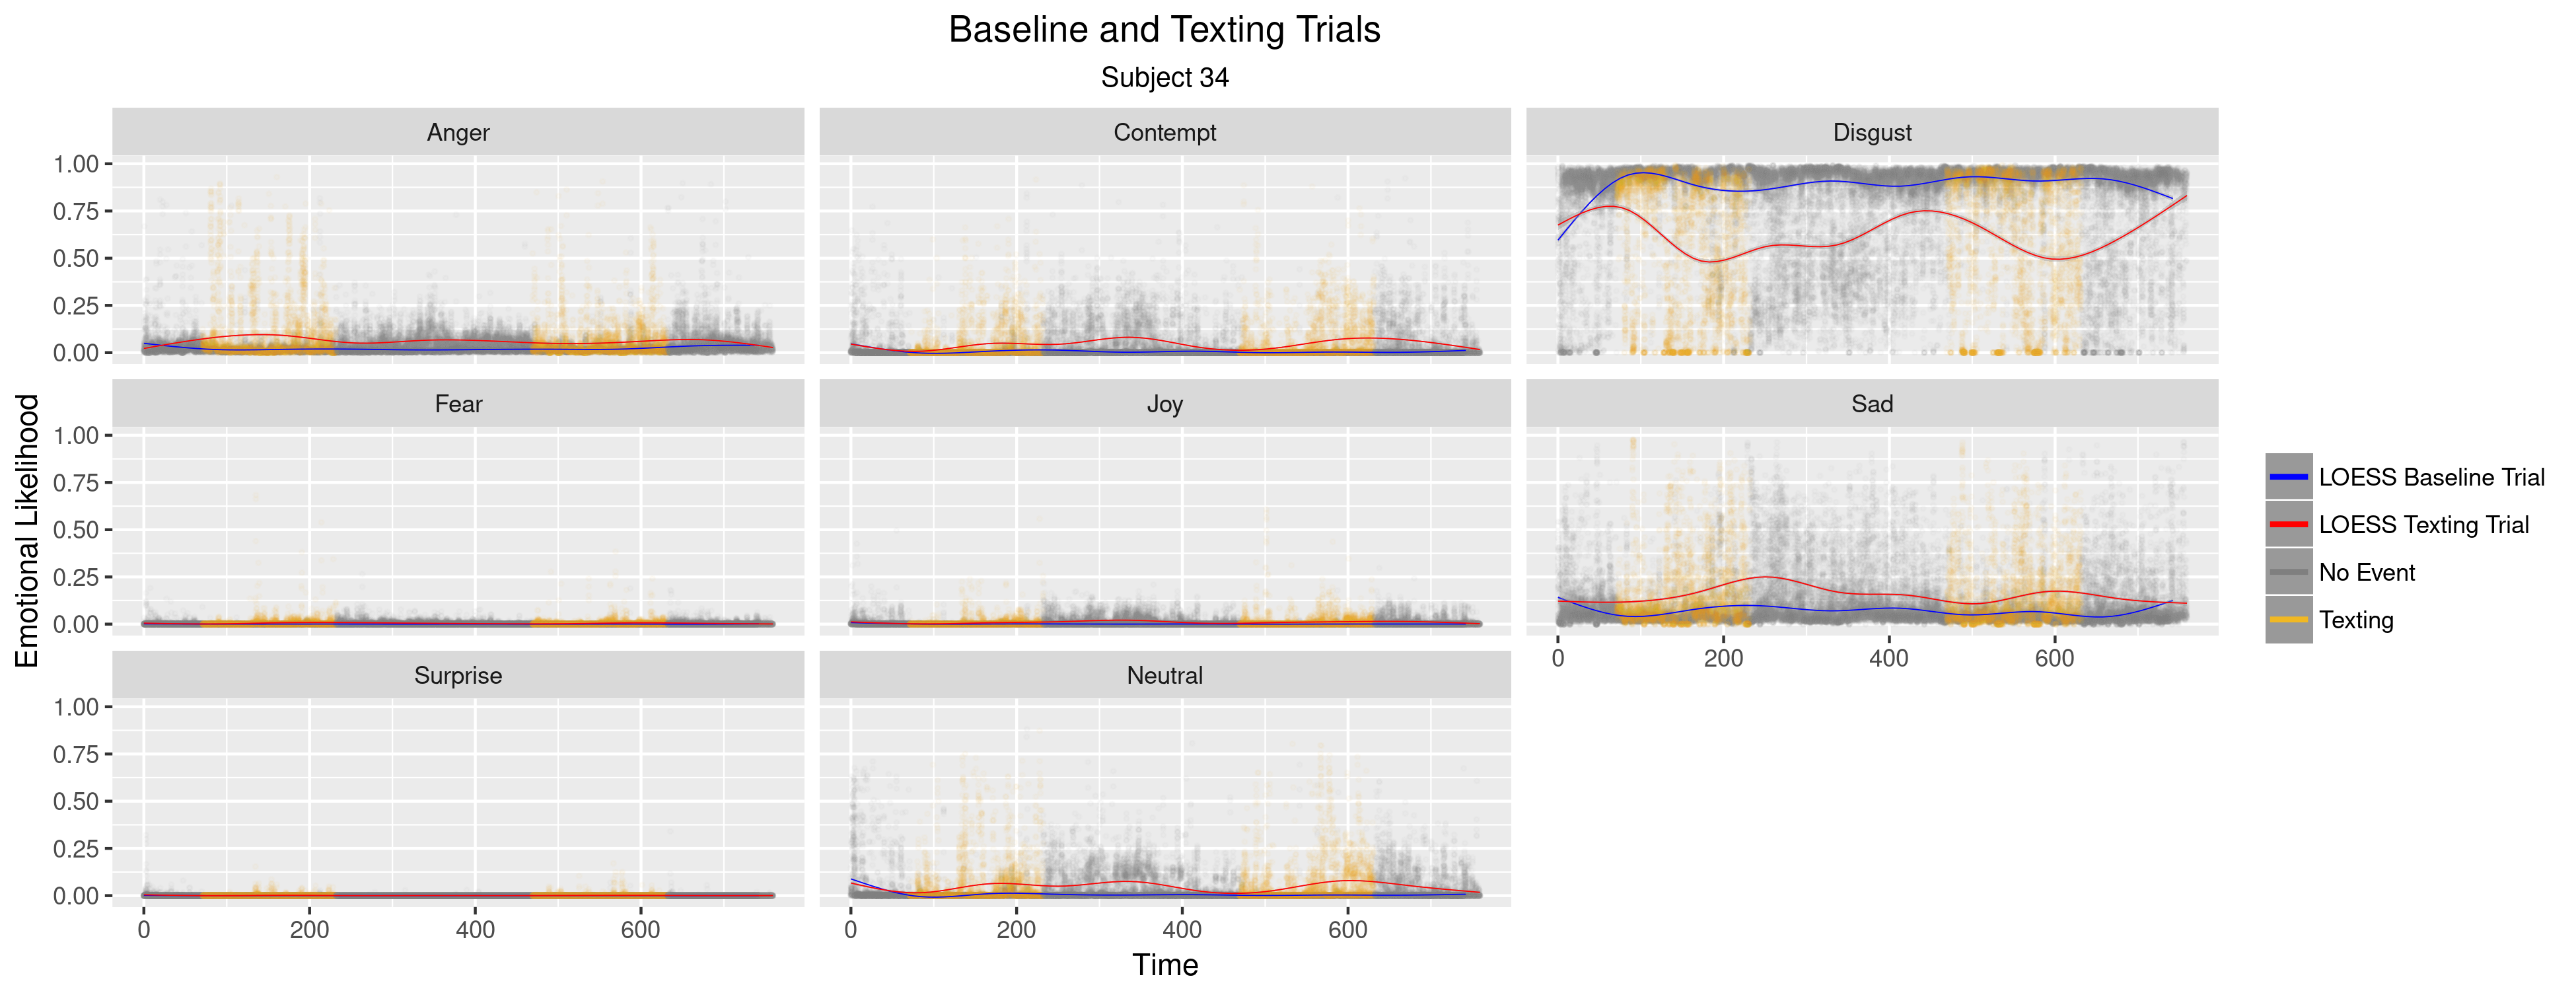 Baseline and Texting Trials
Subject 34
Anger
Contempt
Disgust
1.00
0.75
0.50
0.25
0.00
Fear
Joy
Sad
1.00
0.75
0.50
0.25
0.00
0 200 400 600
Surprise
Neutral
1.00
0.75
0.50
0.25
0.00
0 200 400 600
0 200 400 600
Time
Emotional Likelihood
LOESS Baseline Trial
LOESS Texting Trial
No Event
Texting